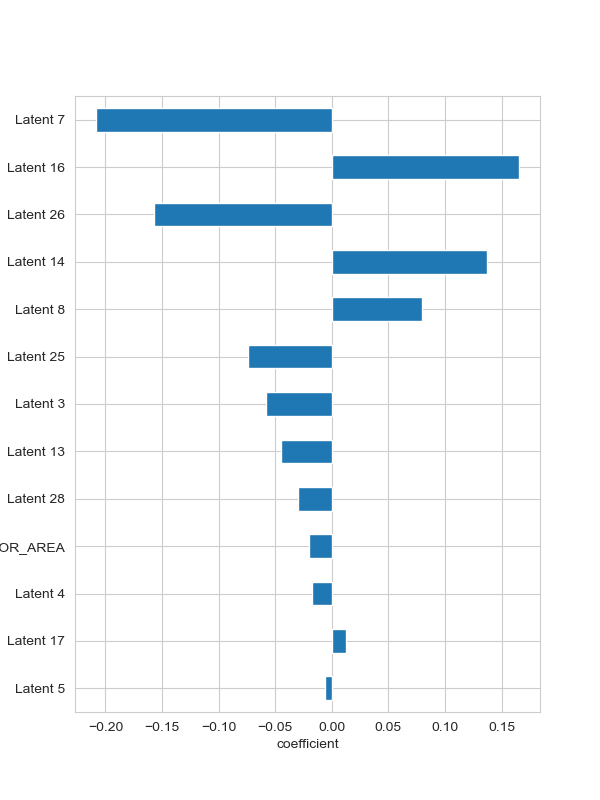 Latent 7
Latent 16
Latent 26
Latent 14
Latent 8
Latent 25
Latent 3
Latent 13
Latent 28
OR_AREA
Latent 4
Latent 17
Latent 5
−0.20 −0.15 −0.10 −0.05 0.00 0.05 0.10 0.15
coefficient